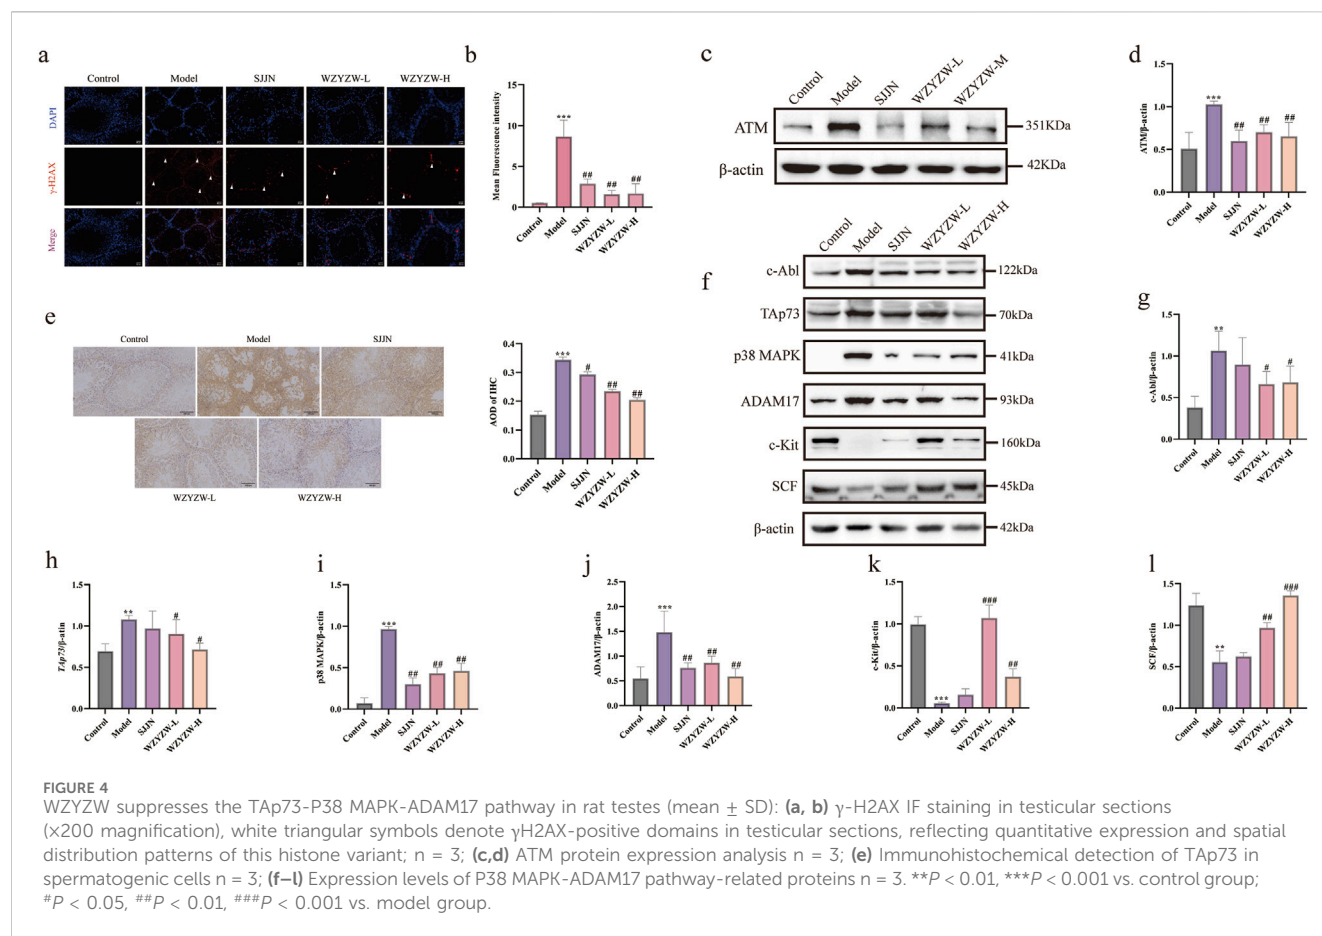 a
Control
Model
SJJN
WZYZW-L
WZYZW-H
DAPI
γ-H2AX
Merge
b
Mean Fluorescence intensity
15
10
5
0
***
##
##
##
Control
Model
SJJN
WZYZW-L
WZYZW-H
c
Control
Model
SJJN
WZYZW-L
WZYZW-M
ATM
351KDa
β-actin
42KDa
d
ATM/β-actin
1.5
1.0
0.5
0.0
***
##
##
##
Control
Model
SJJN
WZYZW-L
WZYZW-H
e
Control
Model
SJJN
WZYZW-L
WZYZW-H
AOD of IHC
0.4
0.3
0.2
0.1
0.0
***
#
##
##
Control
Model
SJJN
WZYZW-L
WZYZW-H
f
Control
Model
SJJN
WZYZW-L
WZYZW-H
c-Abl
122kDa
TAp73
70kDa
p38 MAPK
41kDa
ADAM17
93kDa
c-Kit
160kDa
SCF
45kDa
β-actin
42kDa
g
c-Abl/β-actin
1.5
1.0
0.5
0.0
**
#
#
Control
Model
SJJN
WZYZW-L
WZYZW-H
h
TAp73/β-atin
1.5
1.0
0.5
0.0
**
#
#
Control
Model
SJJN
WZYZW-L
WZYZW-H
i
p38 MAPK/β-actin
1.5
1.0
0.5
0.0
***
##
##
##
Control
Model
SJJN
WZYZW-L
WZYZW-H
j
ADAM17/β-actin
2.5
2.0
1.5
1.0
0.5
0.0
***
##
##
##
Control
Model
SJJN
WZYZW-L
WZYZW-H
k
c-Kit/β-actin
1.5
1.0
0.5
0.0
***
###
##
Control
Model
SJJN
WZYZW-L
WZYZW-H
l
SCF/β-actin
1.5
1.0
0.5
0.0
**
##
###
Control
Model
SJJN
WZYZW-L
WZYZW-H
FIGURE 4
WZYZW suppresses the TAp73-P38 MAPK-ADAM17 pathway in rat testes (mean ± SD): (a, b) γ-H2AX IF staining in testicular sections
(×200 magnification), white triangular symbols denote γH2AX-positive domains in testicular sections, reflecting quantitative expression and spatial
distribution patterns of this histone variant; n = 3; (c,d) ATM protein expression analysis n = 3; (e) Immunohistochemical detection of TAp73 in
spermatogenic cells n = 3; (f–l) Expression levels of P38 MAPK-ADAM17 pathway-related proteins n = 3. **P < 0.01, ***P < 0.001 vs. control group;
#P < 0.05, ##P < 0.01, ###P < 0.001 vs. model group.